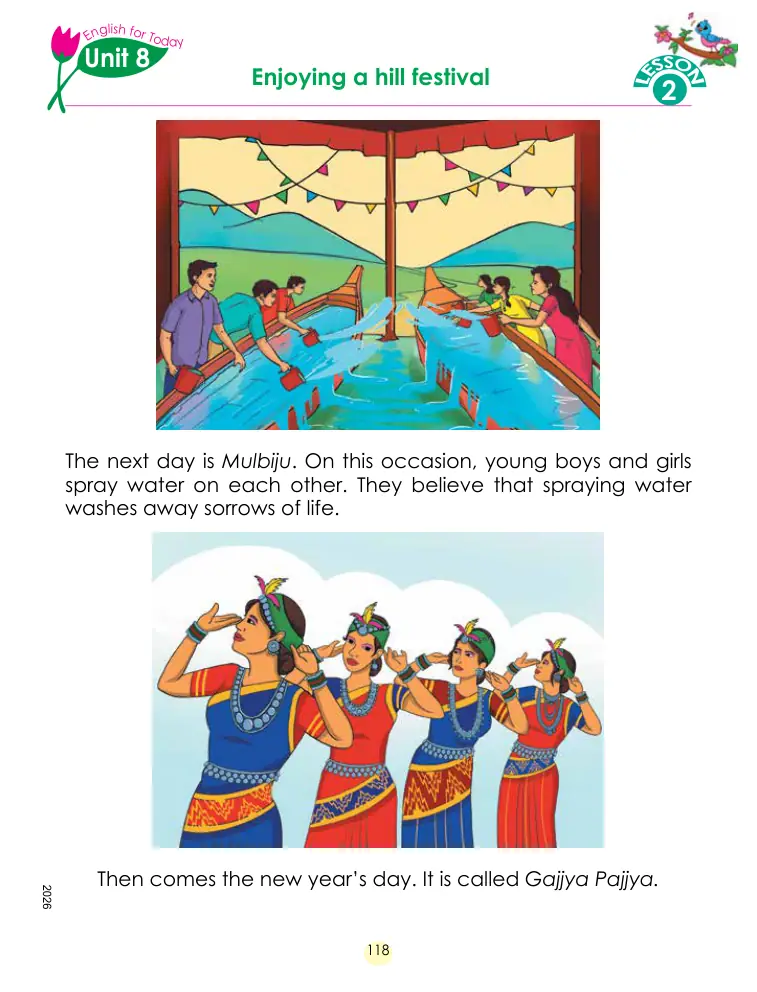 English for Today
Unit 8
Enjoying a hill festival
LESSON
2
The next day is Mulbiju. On this occasion, young boys and girls
spray water on each other. They believe that spraying water
washes away sorrows of life.
Then comes the new year’s day. It is called Gajjya Pajjya.
2026
118